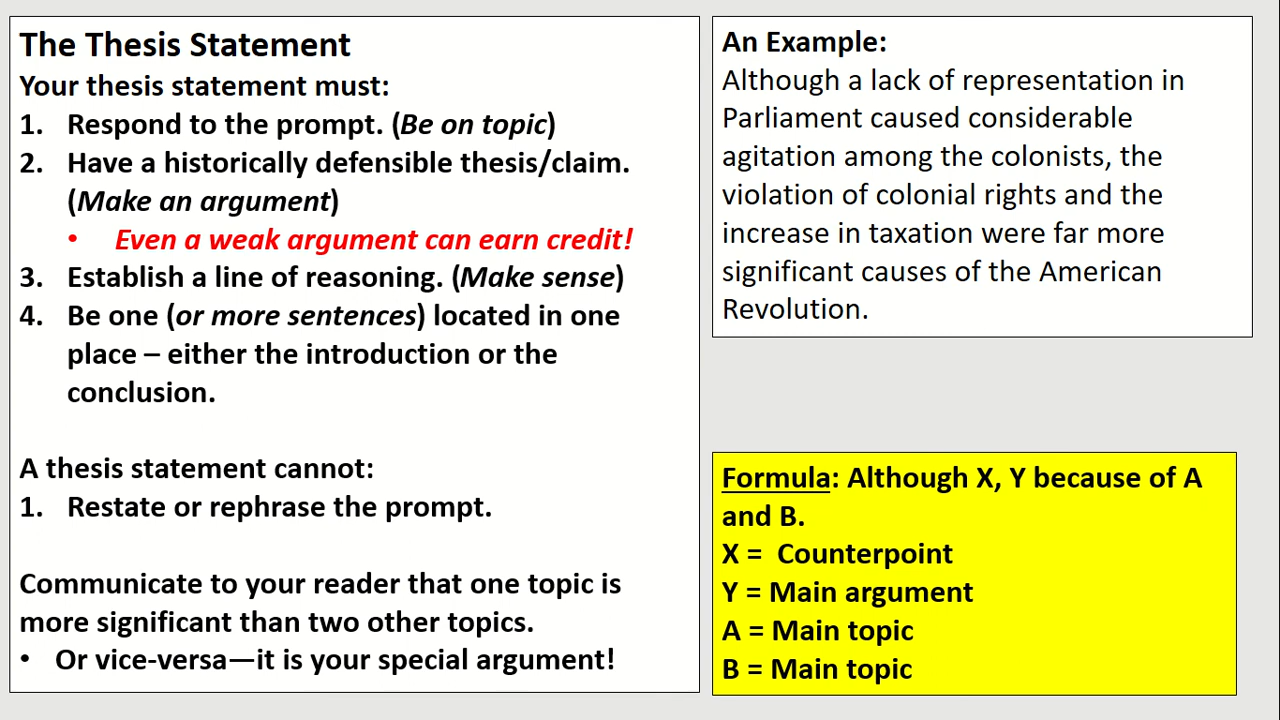 The Thesis Statement
Your thesis statement must:
1. Respond to the prompt. (Be on topic)
2. Have a historically defensible thesis/claim.
(Make an argument)
• Even a weak argument can earn credit!
3. Establish a line of reasoning. (Make sense)
4. Be one (or more sentences) located in one
place – either the introduction or the
conclusion.
A thesis statement cannot:
1. Restate or rephrase the prompt.
Communicate to your reader that one topic is
more significant than two other topics.
• Or vice-versa—it is your special argument!
An Example:
Although a lack of representation in
Parliament caused considerable
agitation among the colonists, the
violation of colonial rights and the
increase in taxation were far more
significant causes of the American
Revolution.
Formula: Although X, Y because of A
and B.
X = Counterpoint
Y = Main argument
A = Main topic
B = Main topic